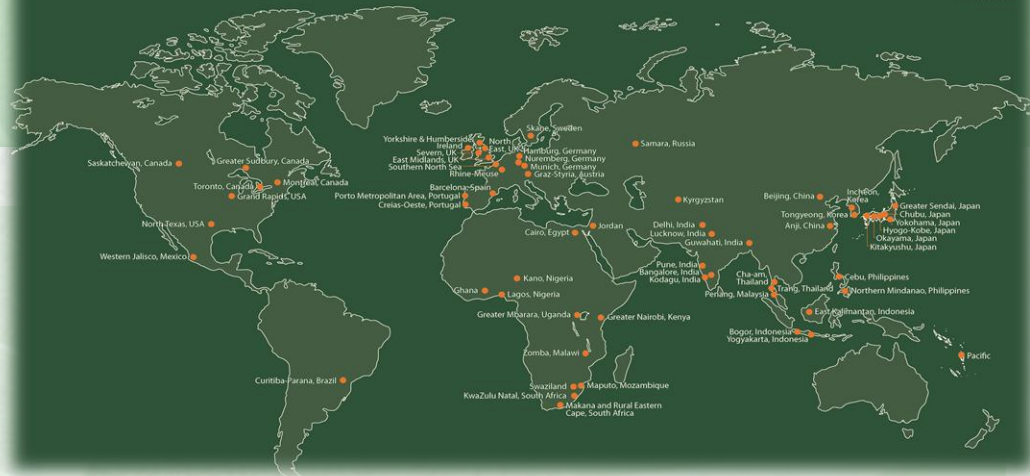 Saskatchewan, Canada
Greater Sudbury, Canada
Toronto, Canada
Montreal, Canada
Grand Rapids, USA
North Texas, USA
Western Jalisco, Mexico
Curitiba-Parana, Brazil
Yorkshire & Humberside
North
East, UK
Ireland
Severn, UK
East Midlands, UK
Southern North Sea
Rhine-Meuse
Skane, Sweden
Hamburg, Germany
Nuremberg, Germany
Munich, Germany
Graz-Styria, Austria
Barcelona, Spain
Porto Metropolitan Area, Portugal
Creias-Oeste, Portugal
Samara, Russia
Kyrgyzstan
Cairo, Egypt
Jordan
Kano, Nigeria
Ghana
Lagos, Nigeria
Greater Mbarara, Uganda
Greater Nairobi, Kenya
Zomba, Malawi
Swaziland
Maputo, Mozambique
KwaZulu Natal, South Africa
Makana and Rural Eastern
Cape, South Africa
Delhi, India
Lucknow, India
Guwahati, India
Pune, India
Bangalore, India
Kodagu, India
Beijing, China
Incheon,
Korea
Tongyeong, Korea
Anji, China
Greater Sendai, Japan
Chubu, Japan
Yokohama, Japan
Hyogo-Kobe, Japan
Okayama, Japan
Kitakyushu, Japan
Cha-am,
Thailand
Trang, Thailand
Penang, Malaysia
Cebu, Philippines
Northern Mindanao, Philippines
East Kalimantan, Indonesia
Bogor, Indonesia
Yogyakarta, Indonesia
Pacific